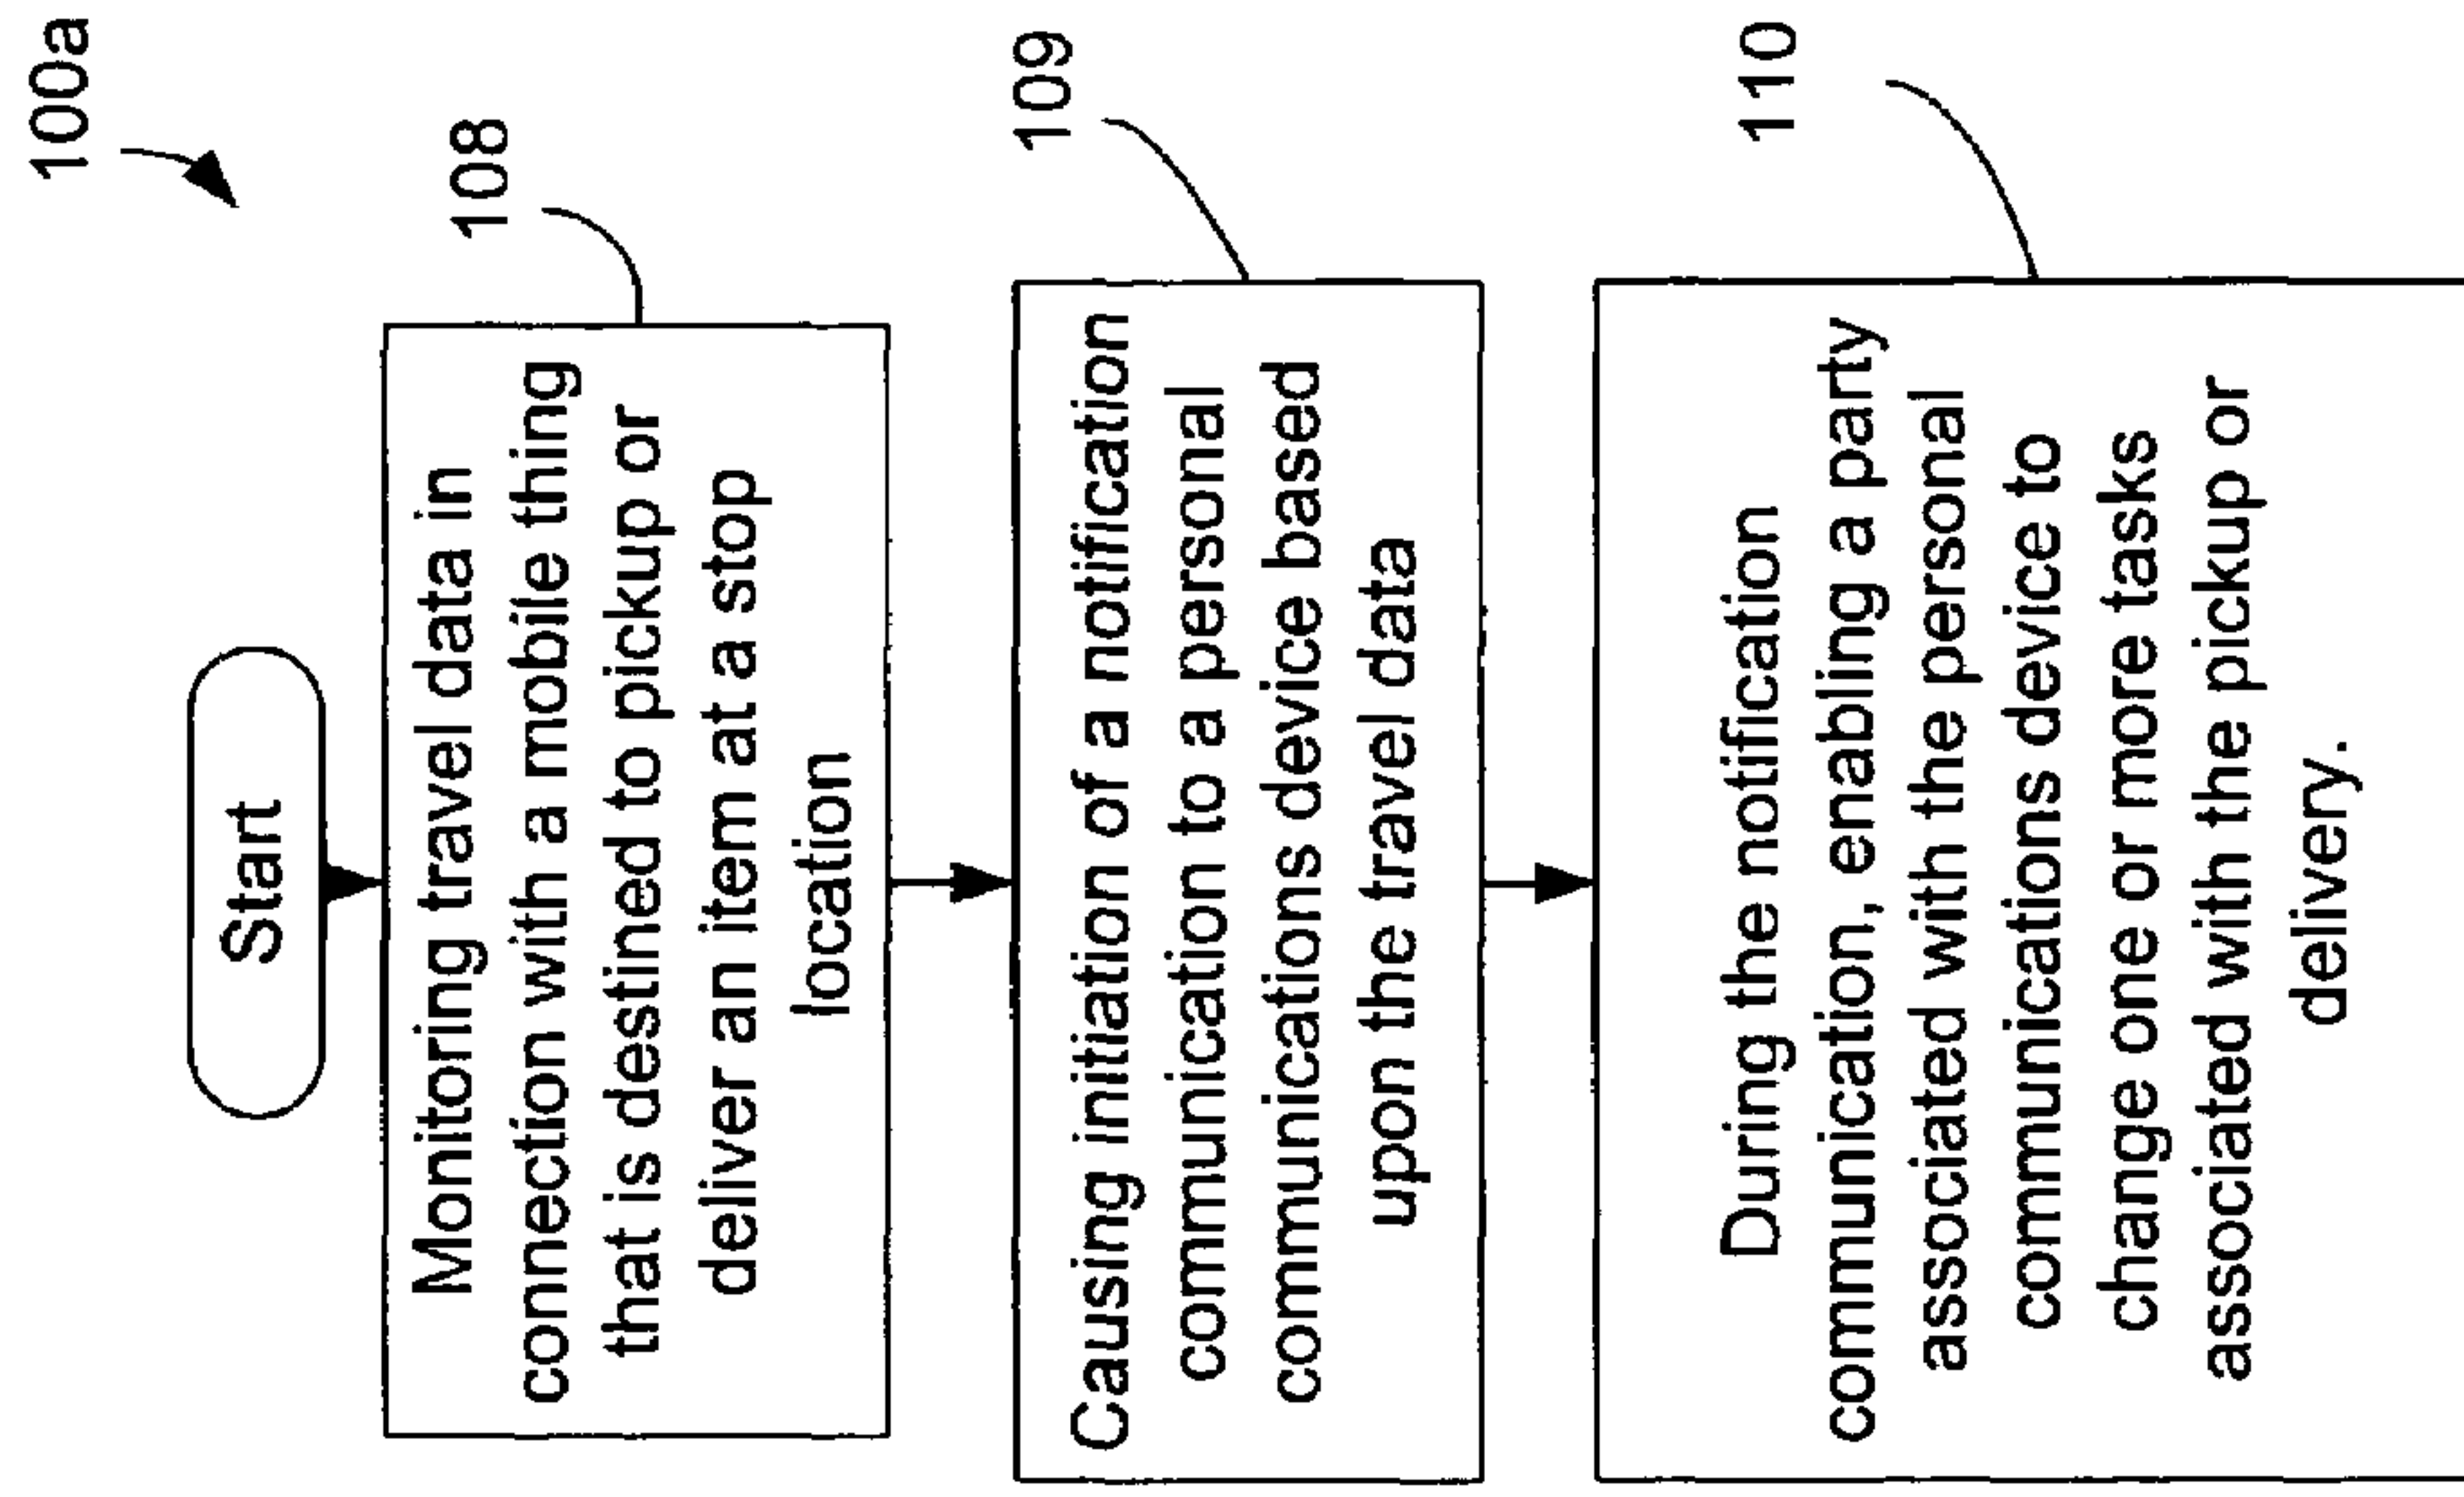 100a
Start
108
Monitoring travel data in
connection with a mobile thing
that is destined to pickup or
deliver an item at a stop
location
109
Causing initiation of a notification
communication to a personal
communications device based
upon the travel data
110
During the notification
communication, enabling a party
associated with the personal
communications device to
change one or more tasks
associated with the pickup or
delivery.